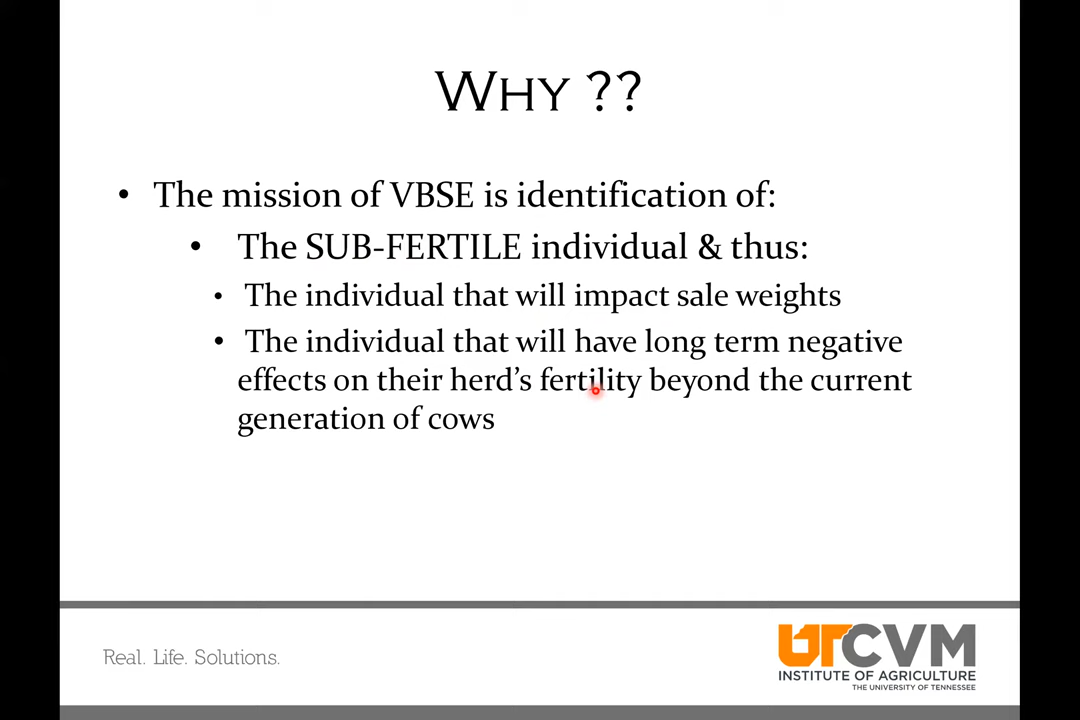 WHY ??
• The mission of VBSE is identification of:
• The SUB-FERTILE individual & thus:
• The individual that will impact sale weights
• The individual that will have long term negative
effects on their herd’s fertility beyond the current
generation of cows
Real. Life. Solutions.
UTCVM
INSTITUTE OF AGRICULTURE
THE UNIVERSITY OF TENNESSEE